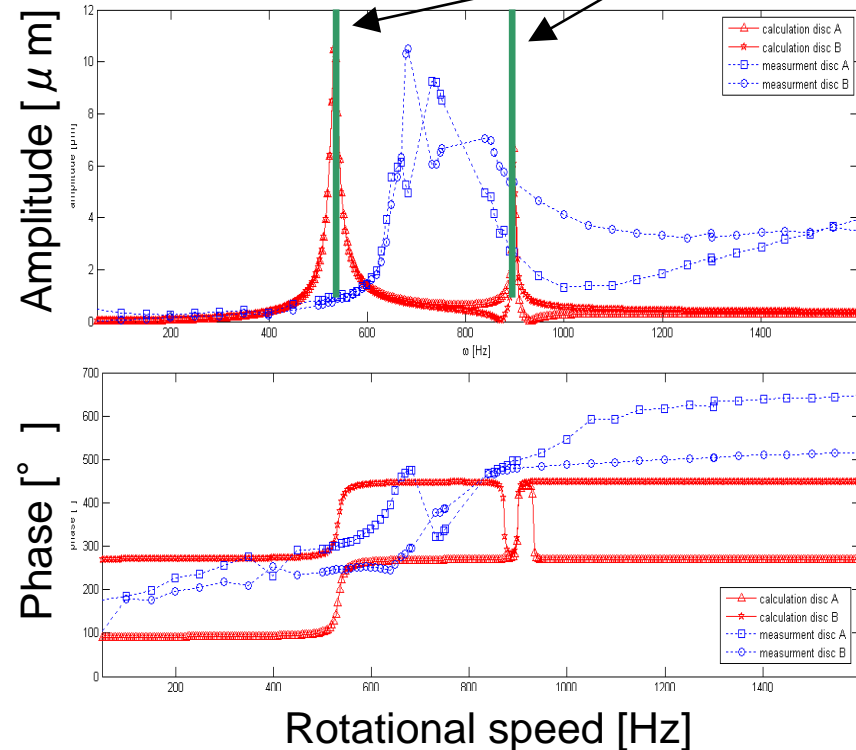 Amplitude [μm]
12
10
8
6
4
2
0
200
400
600
800
1000
1200
1400
ω [Hz]
calculation disc A
calculation disc B
measurment disc A
measurment disc B
Phase [°]
phase [
700
600
500
400
300
200
100
0
200
400
600
800
1000
1200
1400
calculation disc A
calculation disc B
measurment disc A
measurment disc B
Rotational speed [Hz]